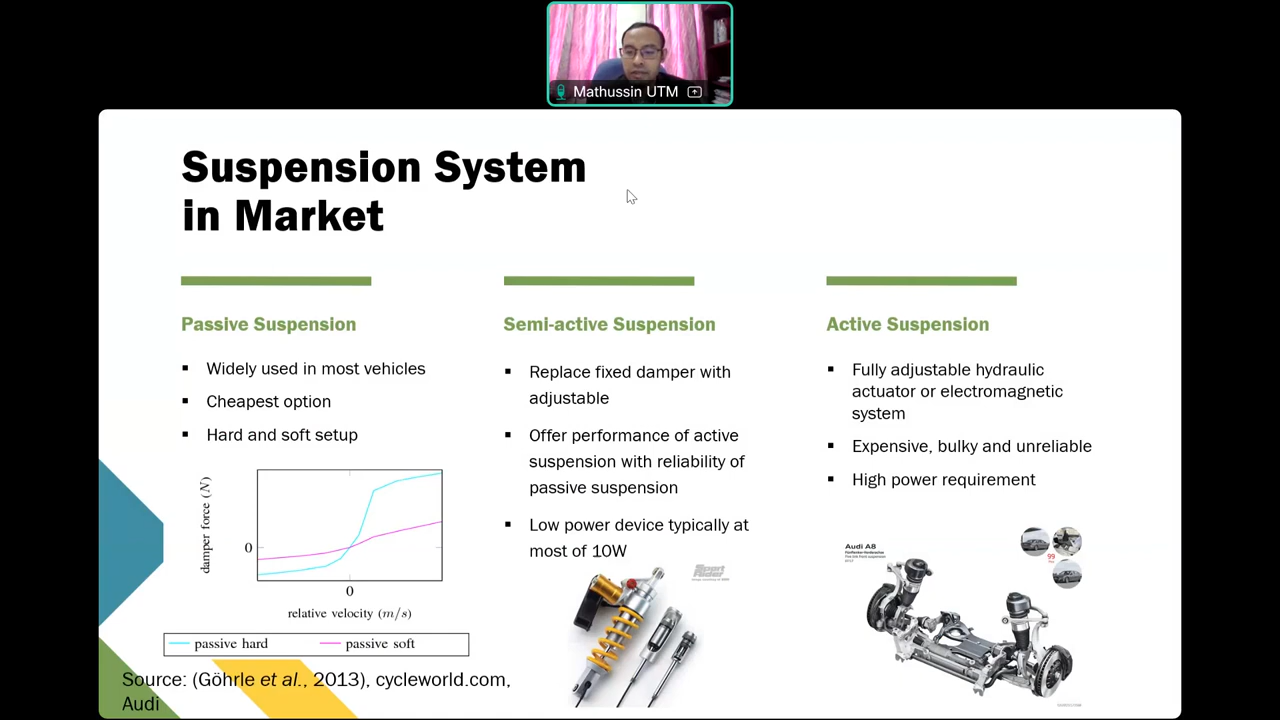 Mathussin UTM
Suspension System
in Market
Passive Suspension
▪ Widely used in most vehicles
▪ Cheapest option
▪ Hard and soft setup
damper force (N)
0
0
relative velocity (m/s)
passive hard
passive soft
Source: (Göhrle et al., 2013), cycleworld.com,
Audi
Semi-active Suspension
▪ Replace fixed damper with
adjustable
▪ Offer performance of active
suspension with reliability of
passive suspension
▪ Low power device typically at
most of 10W
Sport
Rider
Active Suspension
▪ Fully adjustable hydraulic
actuator or electromagnetic
system
▪ Expensive, bulky and unreliable
▪ High power requirement
Audi A8
99